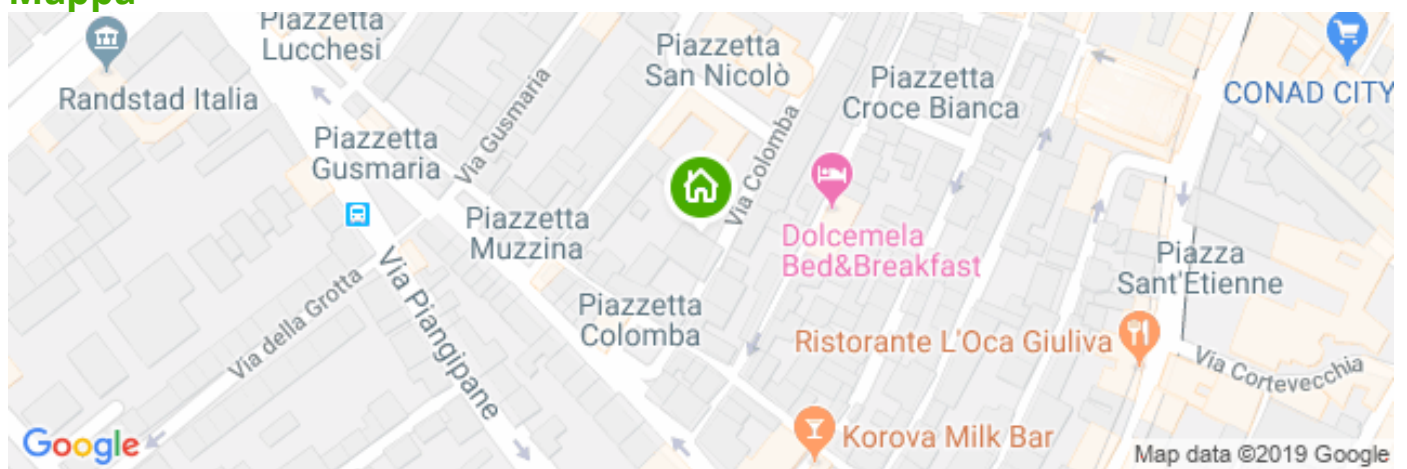 Mappa
Piazzetta
Lucchesi
Randstad Italia
Piazzetta
San Nicolò
Piazzetta
Croce Bianca
CONAD CITY
Via Gusmaria
Piazzetta
Gusmaria
Via Colomba
Piazzetta
Muzzina
Dolcemela
Bed&Breakfast
Piazza
Sant'Etienne
Via della Grotta
Via Piangipane
Piazzetta
Colomba
Ristorante L'Oca Giuliva
Via Cortevecchia
Korova Milk Bar
Google
Map data ©2019 Google